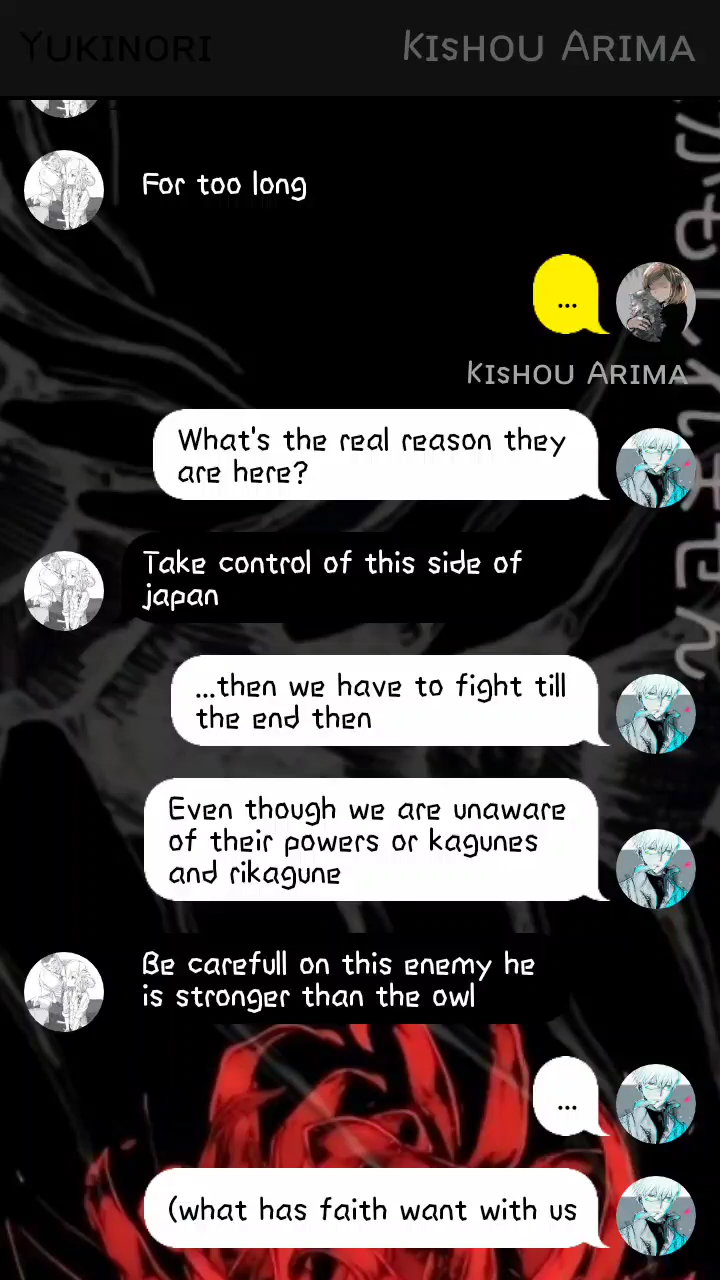 Yukinori
Kishou Arima
For too long
...
Kishou Arima
What's the real reason they
are here?
Take control of this side of
japan
...then we have to fight till
the end then
Even though we are unaware
of their powers or kagunes
and rikagune
Be carefull on this enemy he
is stronger than the owl
...
(what has faith want with us